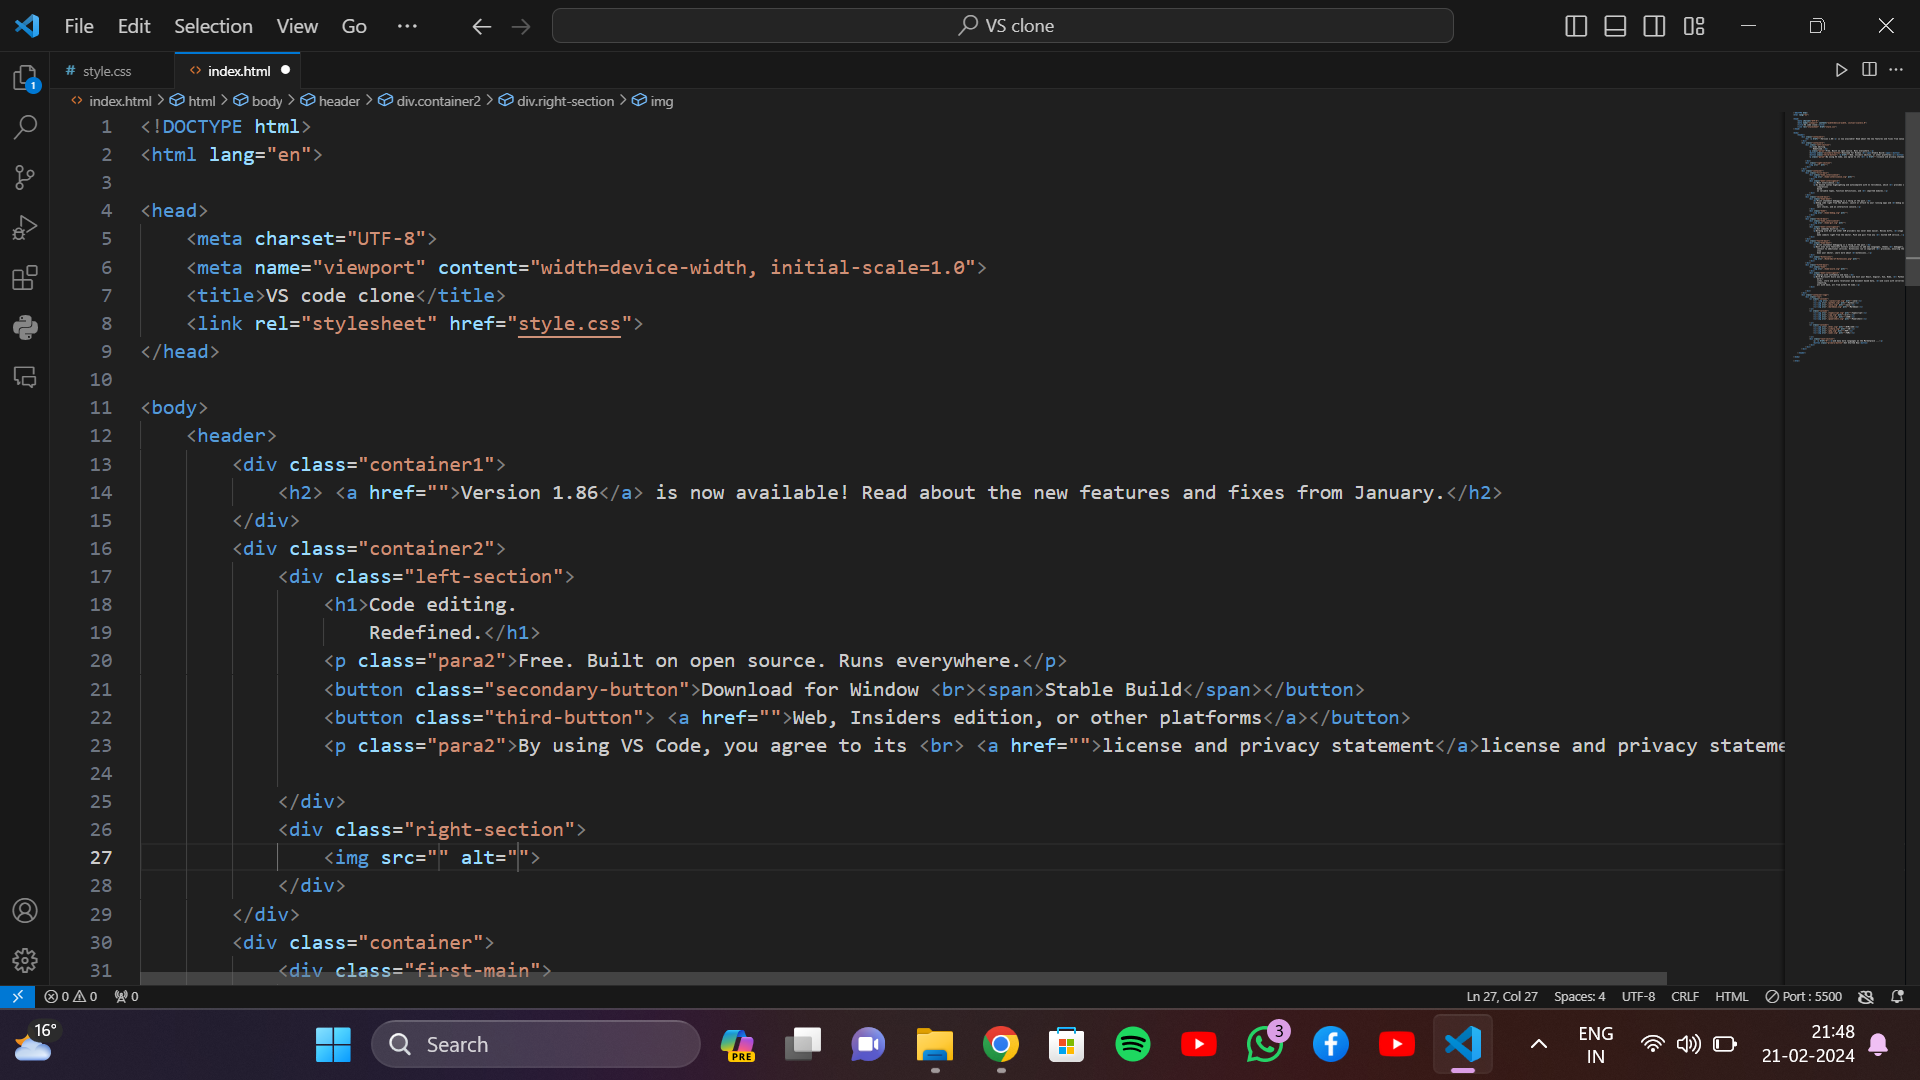 File Edit Selection View Go ··· VS clone
# style.css <> index.html
<> index.html > html > body > header > div.container2 > div.right-section > img
1 <!DOCTYPE html>
2 <html lang="en">
3
4 <head>
5 <meta charset="UTF-8">
6 <meta name="viewport" content="width=device-width, initial-scale=1.0">
7 <title>VS code clone</title>
8 <link rel="stylesheet" href="style.css">
9 </head>
10
11 <body>
12 <header>
13 <div class="container1">
14 <h2> <a href="">Version 1.86</a> is now available! Read about the new features and fixes from January.</h2>
15 </div>
16 <div class="container2">
17 <div class="left-section">
18 <h1>Code editing.
19 Redefined.</h1>
20 <p class="para2">Free. Built on open source. Runs everywhere.</p>
21 <button class="secondary-button">Download for Window <br><span>Stable Build</span></button>
22 <button class="third-button"> <a href="">Web, Insiders edition, or other platforms</a></button>
23 <p class="para2">By using VS Code, you agree to its <br> <a href="">license and privacy statement</a>license and privacy stateme
24
25 </div>
26 <div class="right-section">
27 <img src="" alt="">
28 </div>
29 </div>
30 <div class="container">
31 <div class="first-main">
0 0 0 Ln 27, Col 27 Spaces: 4 UTF-8 CRLF HTML Port : 5500
16° Search PRE 3 ENG IN 21:48
21-02-2024
1